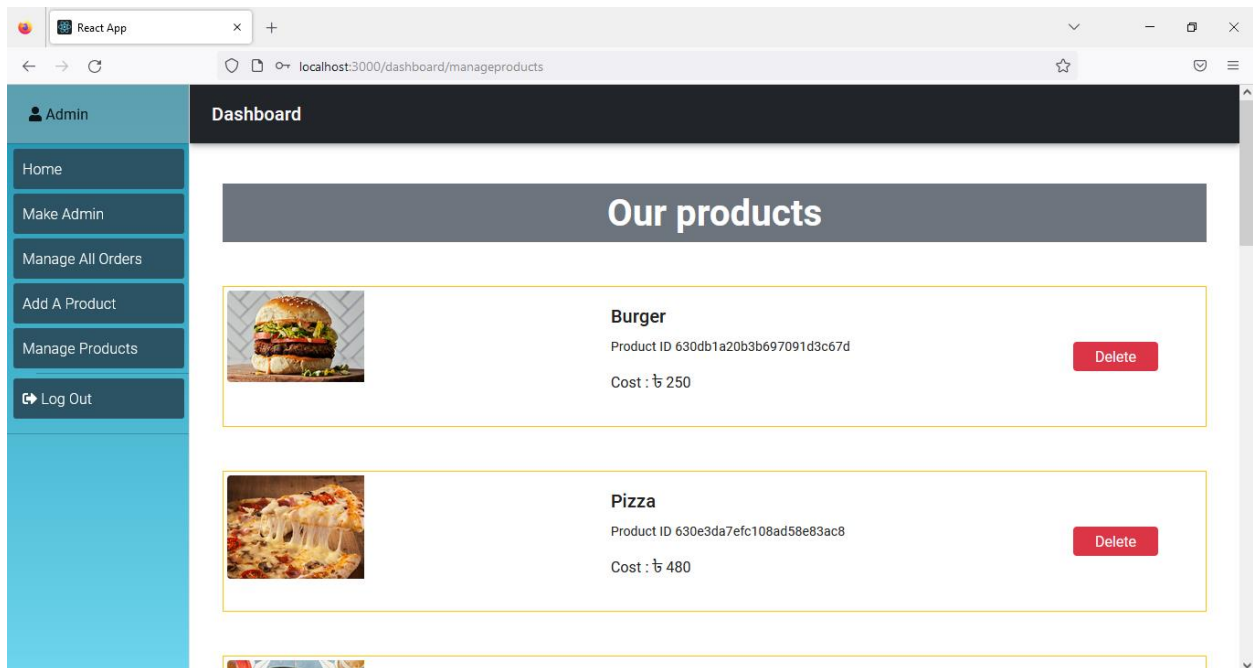 React App
localhost:3000/dashboard/manageproducts
Admin
Dashboard
Home
Make Admin
Manage All Orders
Add A Product
Manage Products
Log Out
Our products
Burger
Product ID 630db1a20b3b697091d3c67d
Cost : ৳ 250
Delete
Pizza
Product ID 630e3da7efc108ad58e83ac8
Cost : ৳ 480
Delete